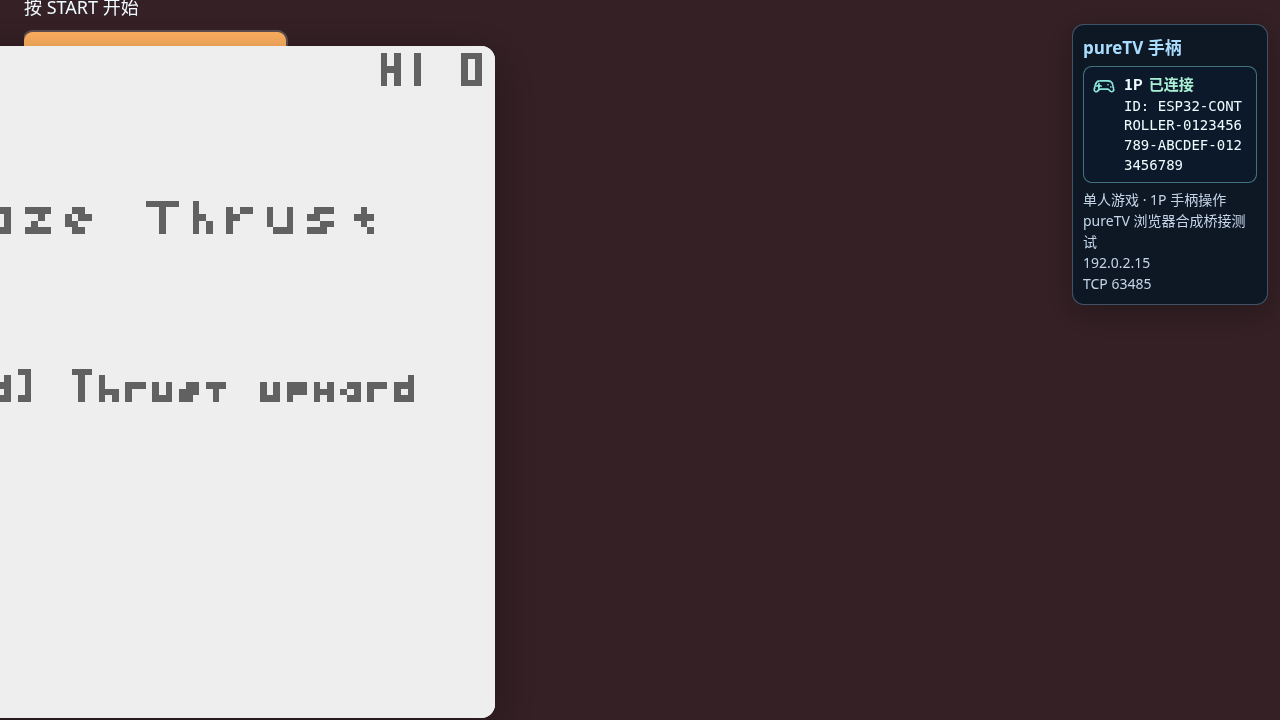 按 START 开始
HI 0
aze Thrust
d] Thrust upward
pureTV 手柄
1P 已连接
ID: ESP32-CONT
ROLLER-0123456
789-ABCDEF-012
3456789
单人游戏 · 1P 手柄操作
pureTV 浏览器合成桥接测
试
192.0.2.15
TCP 63485